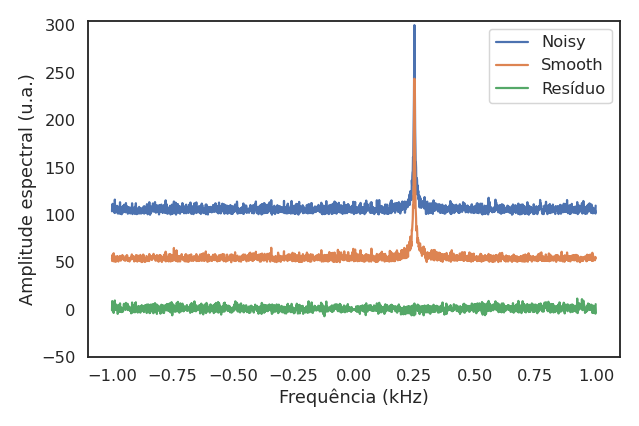 Amplitude espectral (u.a.)
300
250
200
150
100
50
0
−50
Noisy
Smooth
Resíduo
−1.00 −0.75 −0.50 −0.25 0.00 0.25 0.50 0.75 1.00
Frequência (kHz)